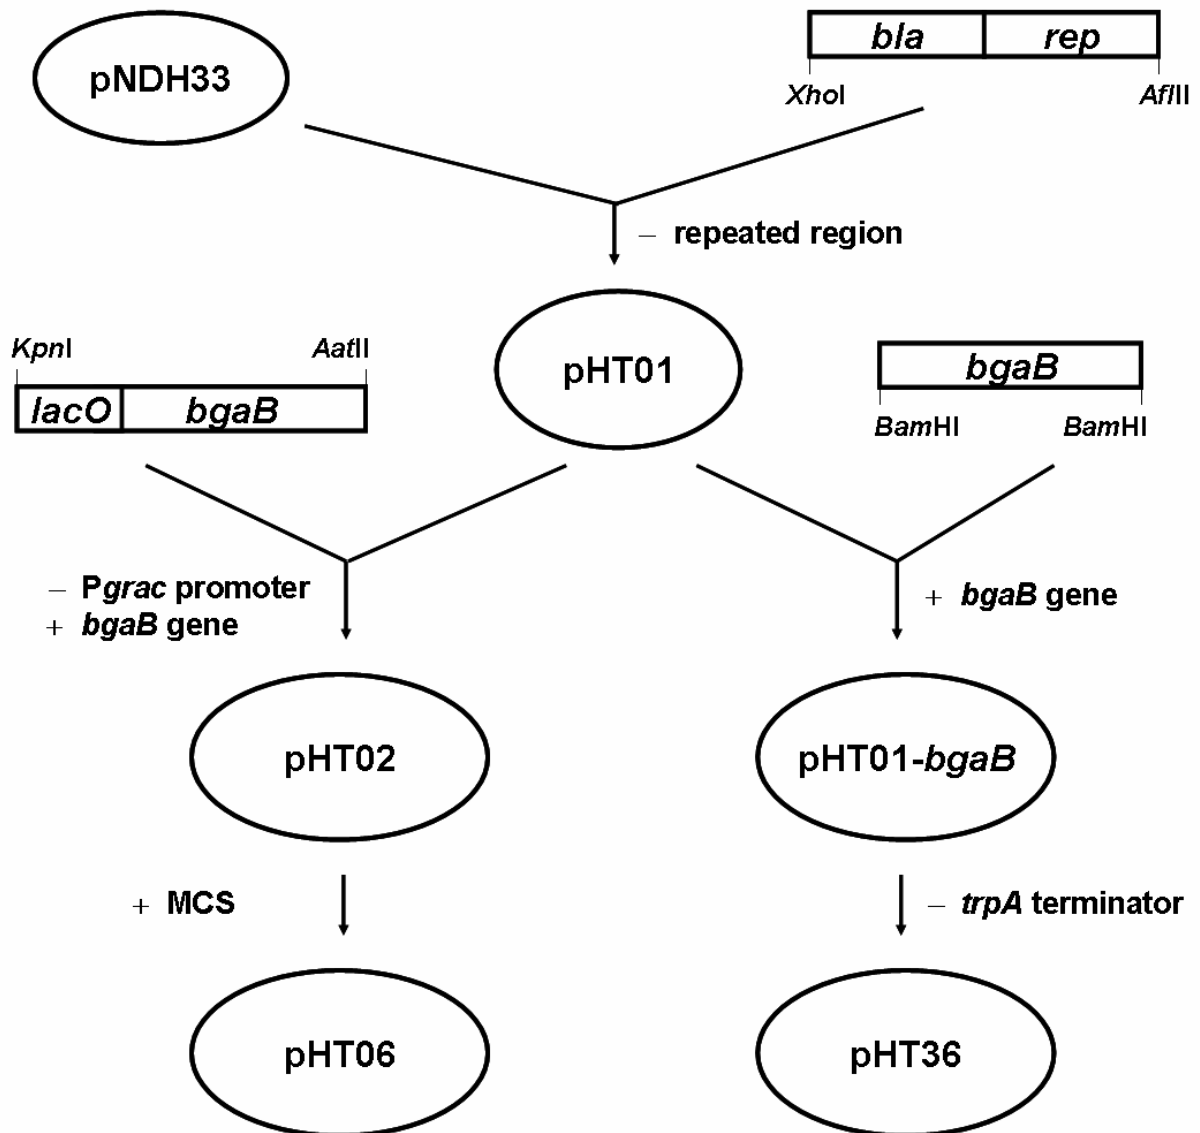 pNDH33
bla rep
XhoI AflII
– repeated region
KpnI AatII
pHT01
bgaB
lacO bgaB
BamHI BamHI
– Pgrac promoter
+ bgaB gene
+ bgaB gene
pHT02
pHT01-bgaB
+ MCS
– trpA terminator
pHT06
pHT36